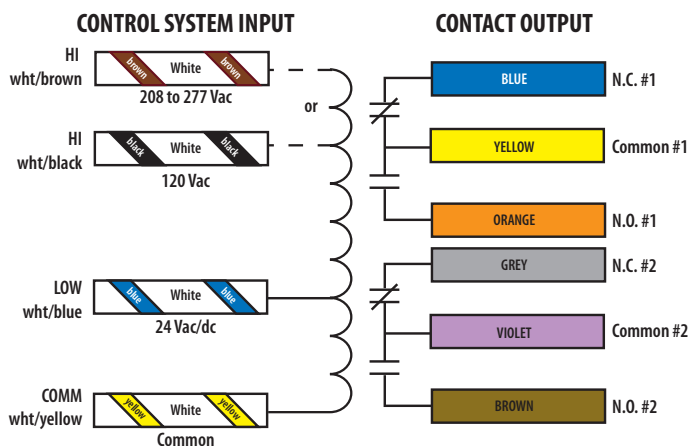 CONTROL SYSTEM INPUT
CONTACT OUTPUT
HI
wht/brown
brown White brown
208 to 277 Vac
or
HI
wht/black
black White black
120 Vac
LOW
wht/blue
blue White blue
24 Vac/dc
COMM
wht/yellow
yellow White yellow
Common
BLUE N.C. #1
YELLOW Common #1
ORANGE N.O. #1
GREY N.C. #2
VIOLET Common #2
BROWN N.O. #2